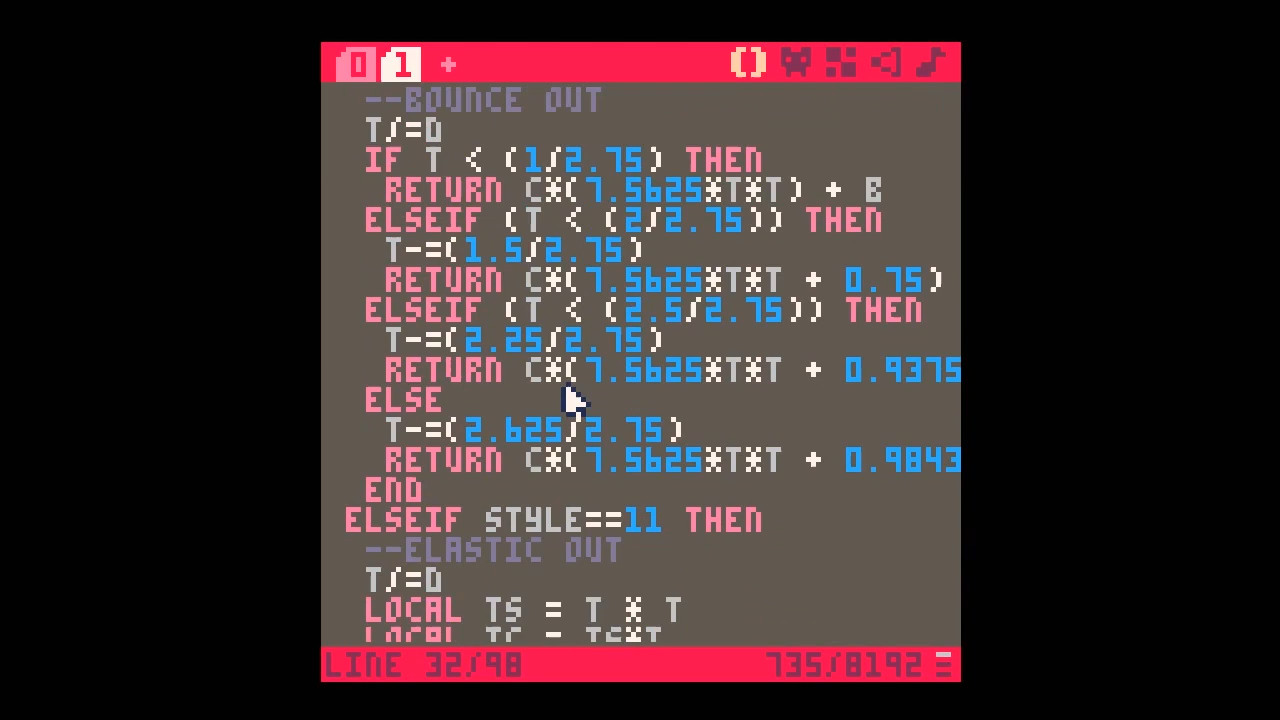 0 1 +
--BOUNCE OUT
T/=D
IF T < (1/2.75) THEN
RETURN C*(7.5625*T*T) + B
ELSEIF (T < (2/2.75)) THEN
T-=(1.5/2.75)
RETURN C*(7.5625*T*T + 0.75)
ELSEIF (T < (2.5/2.75)) THEN
T-=(2.25/2.75)
RETURN C*(7.5625*T*T + 0.9375
ELSE
T-=(2.625/2.75)
RETURN C*(7.5625*T*T + 0.9843
END
ELSEIF STYLE==11 THEN
--ELASTIC OUT
T/=D
LOCAL TS = T * T
LOCAL TC = TS*T
LINE 32/98 735/8192